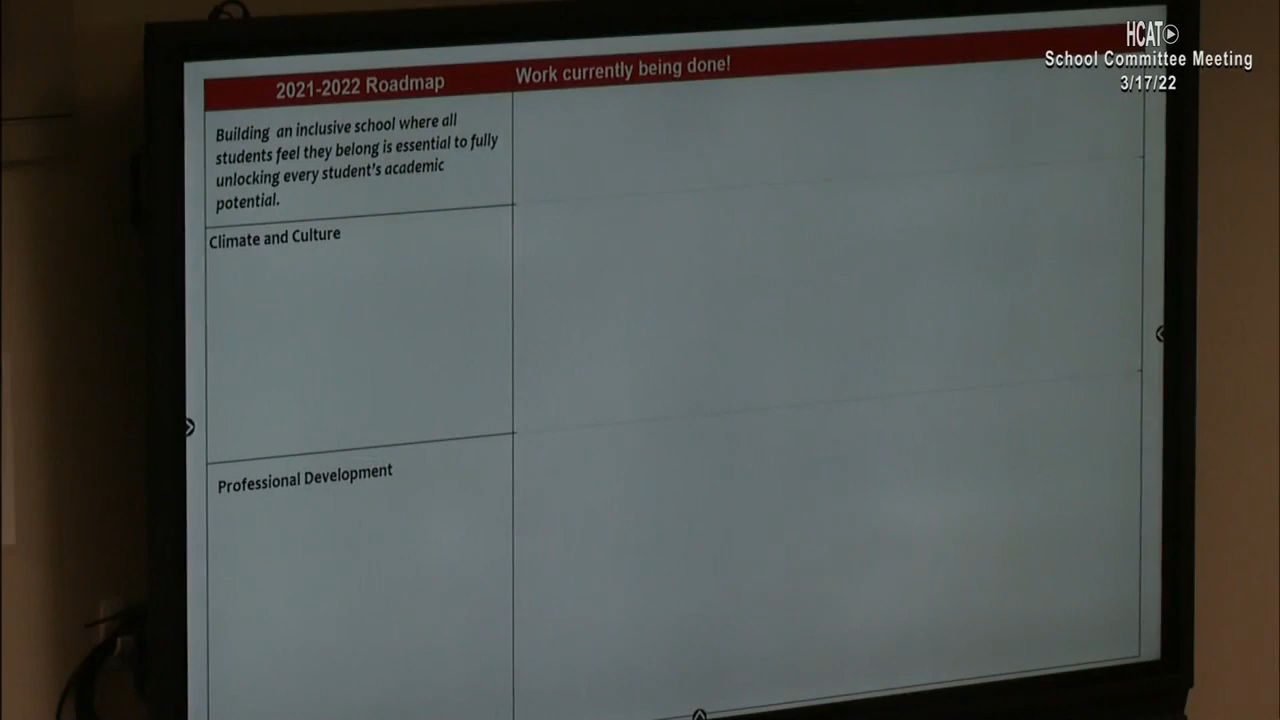 HCAT
School Committee Meeting
3/17/22
2021-2022 Roadmap
Work currently being done!
Building an inclusive school where all
students feel they belong is essential to fully
unlocking every student's academic
potential.
Climate and Culture
Professional Development